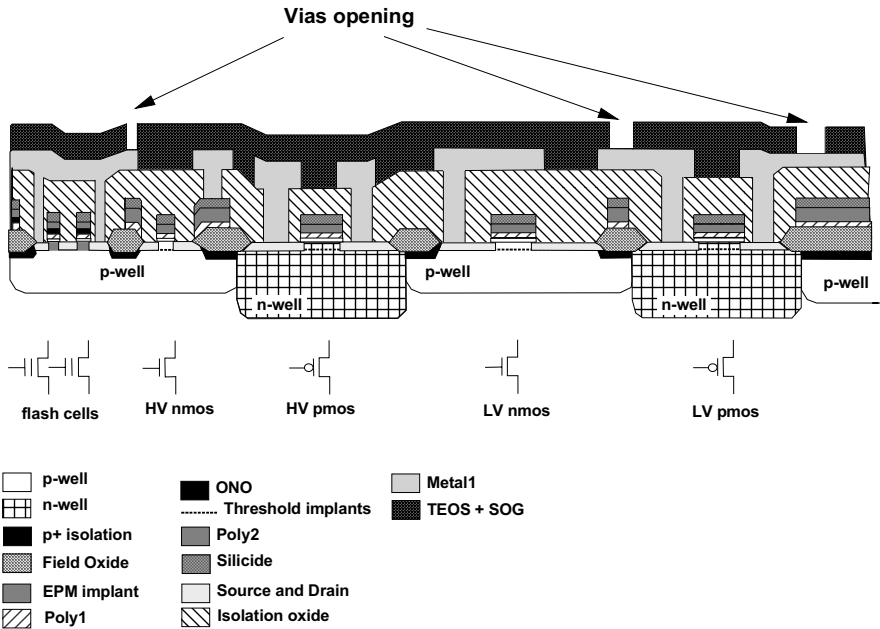 Vias opening
p-well
n-well
p-well
n-well
p-well
flash cells
HV nmos
HV pmos
LV nmos
LV pmos
p-well
n-well
p+ isolation
Field Oxide
EPM implant
Poly1
ONO
Threshold implants
Poly2
Silicide
Source and Drain
Isolation oxide
Metal1
TEOS + SOG